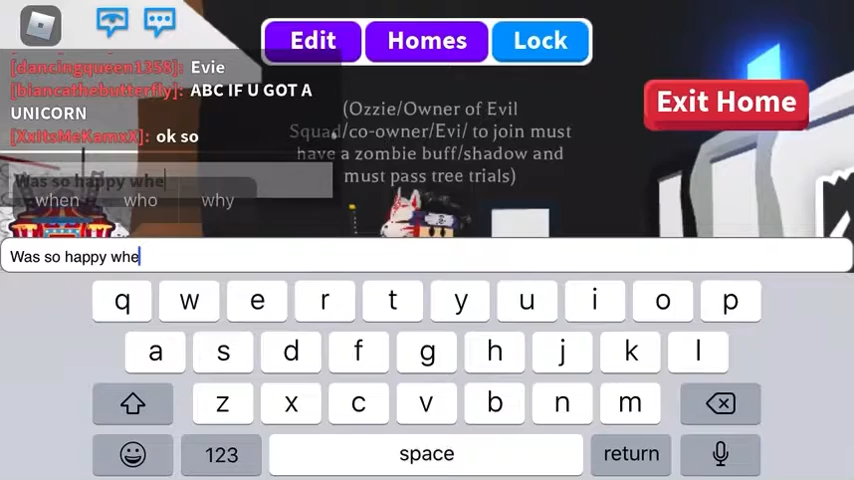 Edit Homes Lock
[dancingqueen1358]: Evie
[biancathebutterfly]: ABC IF U GOT A
UNICORN
[XxItsMeKamxX]: ok so
(Ozzie/Owner of Evil
Squad/co-owner/Evi/ to join must
have a zombie buff/shadow and
must pass tree trials)
Exit Home
Was so happy whe
when who why
Was so happy whe
q w e r t y u i o p
a s d f g h j k l
z x c v b n m
123 space return